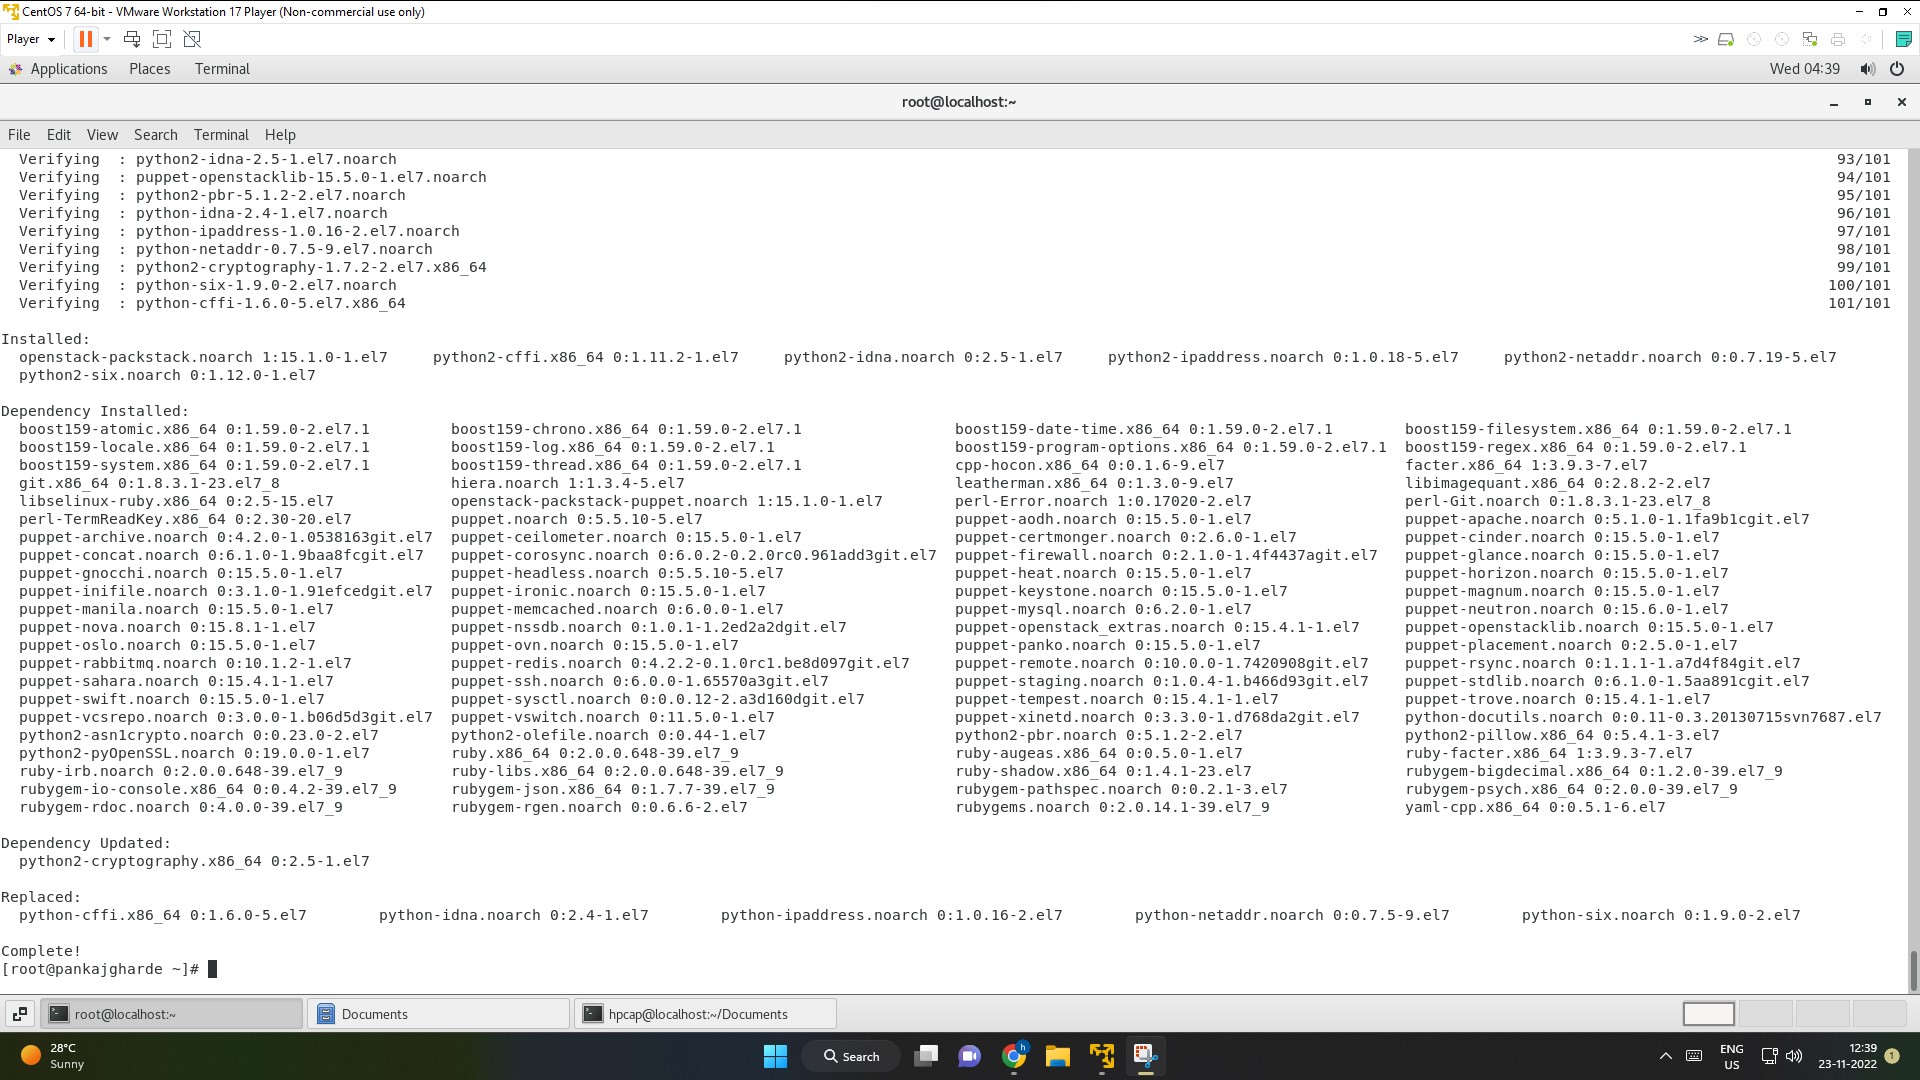 CentOS 7 64-bit - VMware Workstation 17 Player (Non-commercial use only)
Player
Applications Places Terminal Wed 04:39
root@localhost:~
File Edit View Search Terminal Help
Verifying : python2-idna-2.5-1.el7.noarch 93/101
Verifying : puppet-openstacklib-15.5.0-1.el7.noarch 94/101
Verifying : python2-pbr-5.1.2-2.el7.noarch 95/101
Verifying : python-idna-2.4-1.el7.noarch 96/101
Verifying : python-ipaddress-1.0.16-2.el7.noarch 97/101
Verifying : python-netaddr-0.7.5-9.el7.noarch 98/101
Verifying : python2-cryptography-1.7.2-2.el7.x86_64 99/101
Verifying : python-six-1.9.0-2.el7.noarch 100/101
Verifying : python-cffi-1.6.0-5.el7.x86_64 101/101
Installed:
openstack-packstack.noarch 1:15.1.0-1.el7 python2-cffi.x86_64 0:1.11.2-1.el7 python2-idna.noarch 0:2.5-1.el7 python2-ipaddress.noarch 0:1.0.18-5.el7 python2-netaddr.noarch 0:0.7.19-5.el7
python2-six.noarch 0:1.12.0-1.el7
Dependency Installed:
boost159-atomic.x86_64 0:1.59.0-2.el7.1 boost159-chrono.x86_64 0:1.59.0-2.el7.1 boost159-date-time.x86_64 0:1.59.0-2.el7.1 boost159-filesystem.x86_64 0:1.59.0-2.el7.1
boost159-locale.x86_64 0:1.59.0-2.el7.1 boost159-log.x86_64 0:1.59.0-2.el7.1 boost159-program-options.x86_64 0:1.59.0-2.el7.1 boost159-regex.x86_64 0:1.59.0-2.el7.1
boost159-system.x86_64 0:1.59.0-2.el7.1 boost159-thread.x86_64 0:1.59.0-2.el7.1 cpp-hocon.x86_64 0:0.1.6-9.el7 facter.x86_64 1:3.9.3-7.el7
git.x86_64 0:1.8.3.1-23.el7_8 hiera.noarch 1:1.3.4-5.el7 leatherman.x86_64 0:1.3.0-9.el7 libimagequant.x86_64 0:2.8.2-2.el7
libselinux-ruby.x86_64 0:2.5-15.el7 openstack-packstack-puppet.noarch 1:15.1.0-1.el7 perl-Error.noarch 1:0.17020-2.el7 perl-Git.noarch 0:1.8.3.1-23.el7_8
perl-TermReadKey.x86_64 0:2.30-20.el7 puppet.noarch 0:5.5.10-5.el7 puppet-aodh.noarch 0:15.5.0-1.el7 puppet-apache.noarch 0:5.1.0-1.1fa9b1cgit.el7
puppet-archive.noarch 0:4.2.0-1.0538163git.el7 puppet-ceilometer.noarch 0:15.5.0-1.el7 puppet-certmonger.noarch 0:2.6.0-1.el7 puppet-cinder.noarch 0:15.5.0-1.el7
puppet-concat.noarch 0:6.1.0-1.9baa8fcgit.el7 puppet-corosync.noarch 0:6.0.2-0.2.0rc0.961add3git.el7 puppet-firewall.noarch 0:2.1.0-1.4f4437agit.el7 puppet-glance.noarch 0:15.5.0-1.el7
puppet-gnocchi.noarch 0:15.5.0-1.el7 puppet-headless.noarch 0:5.5.10-5.el7 puppet-heat.noarch 0:15.5.0-1.el7 puppet-horizon.noarch 0:15.5.0-1.el7
puppet-inifile.noarch 0:3.1.0-1.91efcedgit.el7 puppet-ironic.noarch 0:15.5.0-1.el7 puppet-keystone.noarch 0:15.5.0-1.el7 puppet-magnum.noarch 0:15.5.0-1.el7
puppet-manila.noarch 0:15.5.0-1.el7 puppet-memcached.noarch 0:6.0.0-1.el7 puppet-mysql.noarch 0:6.2.0-1.el7 puppet-neutron.noarch 0:15.6.0-1.el7
puppet-nova.noarch 0:15.8.1-1.el7 puppet-nssdb.noarch 0:1.0.1-1.2ed2a2dgit.el7 puppet-openstack_extras.noarch 0:15.4.1-1.el7 puppet-openstacklib.noarch 0:15.5.0-1.el7
puppet-oslo.noarch 0:15.5.0-1.el7 puppet-ovn.noarch 0:15.5.0-1.el7 puppet-panko.noarch 0:15.5.0-1.el7 puppet-placement.noarch 0:2.5.0-1.el7
puppet-rabbitmq.noarch 0:10.1.2-1.el7 puppet-redis.noarch 0:4.2.2-0.1.0rc1.be8d097git.el7 puppet-remote.noarch 0:10.0.0-1.7420908git.el7 puppet-rsync.noarch 0:1.1.1-1.a7d4f84git.el7
puppet-sahara.noarch 0:15.4.1-1.el7 puppet-ssh.noarch 0:6.0.0-1.65570a3git.el7 puppet-staging.noarch 0:1.0.4-1.b466d93git.el7 puppet-stdlib.noarch 0:6.1.0-1.5aa891cgit.el7
puppet-swift.noarch 0:15.5.0-1.el7 puppet-sysctl.noarch 0:0.0.12-2.a3d160dgit.el7 puppet-tempest.noarch 0:15.4.1-1.el7 puppet-trove.noarch 0:15.4.1-1.el7
puppet-vcsrepo.noarch 0:3.0.0-1.b06d5d3git.el7 puppet-vswitch.noarch 0:11.5.0-1.el7 puppet-xinetd.noarch 0:3.3.0-1.d768da2git.el7 python-docutils.noarch 0:0.11-0.3.20130715svn7687.el7
python2-asn1crypto.noarch 0:0.23.0-2.el7 python2-olefile.noarch 0:0.44-1.el7 python2-pbr.noarch 0:5.1.2-2.el7 python2-pillow.x86_64 0:5.4.1-3.el7
python2-pyOpenSSL.noarch 0:19.0.0-1.el7 ruby.x86_64 0:2.0.0.648-39.el7_9 ruby-augeas.x86_64 0:0.5.0-1.el7 ruby-facter.x86_64 1:3.9.3-7.el7
ruby-irb.noarch 0:2.0.0.648-39.el7_9 ruby-libs.x86_64 0:2.0.0.648-39.el7_9 ruby-shadow.x86_64 0:1.4.1-23.el7 rubygem-bigdecimal.x86_64 0:1.2.0-39.el7_9
rubygem-io-console.x86_64 0:0.4.2-39.el7_9 rubygem-json.x86_64 0:1.7.7-39.el7_9 rubygem-pathspec.noarch 0:0.2.1-3.el7 rubygem-psych.x86_64 0:2.0.0-39.el7_9
rubygem-rdoc.noarch 0:4.0.0-39.el7_9 rubygem-rgen.noarch 0:0.6.6-2.el7 rubygems.noarch 0:2.0.14.1-39.el7_9 yaml-cpp.x86_64 0:0.5.1-6.el7
Dependency Updated:
python2-cryptography.x86_64 0:2.5-1.el7
Replaced:
python-cffi.x86_64 0:1.6.0-5.el7 python-idna.noarch 0:2.4-1.el7 python-ipaddress.noarch 0:1.0.16-2.el7 python-netaddr.noarch 0:0.7.5-9.el7 python-six.noarch 0:1.9.0-2.el7
Complete!
[root@pankajgharde ~]#
root@localhost:~ Documents hpcap@localhost:~/Documents
28°C
Sunny
Search
h
ENG
US
12:39
23-11-2022
1